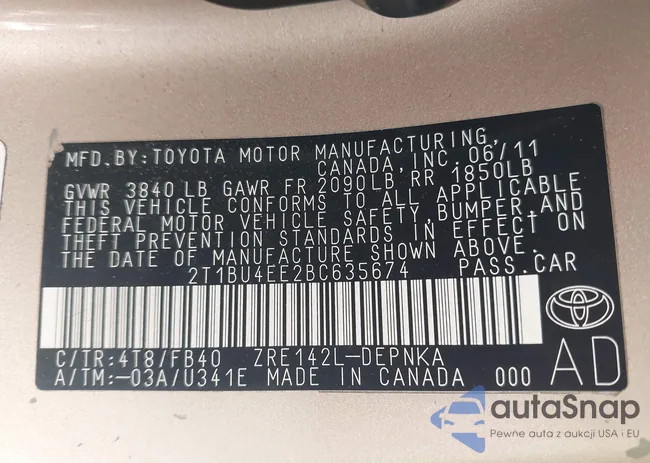 MFD.BY:TOYOTA MOTOR MANUFACTURING,
CANADA,INC. 06/11
GVWR 3840 LB GAWR FR 2090LB RR 1850LB
THIS VEHICLE CONFORMS TO ALL APPLICABLE
FEDERAL MOTOR VEHICLE SAFETY, BUMPER, AND
THEFT PREVENTION STANDARDS IN EFFECT ON
THE DATE OF MANUFACTURE SHOWN ABOVE.
2T1BU4EE2BC635674 PASS.CAR
C/TR:4T8/FB40 ZRE142L-DEPNKA
A/TM:-03A/U341E MADE IN CANADA 000
AD
autaSnap
Pewne auta z aukcji USA i EU